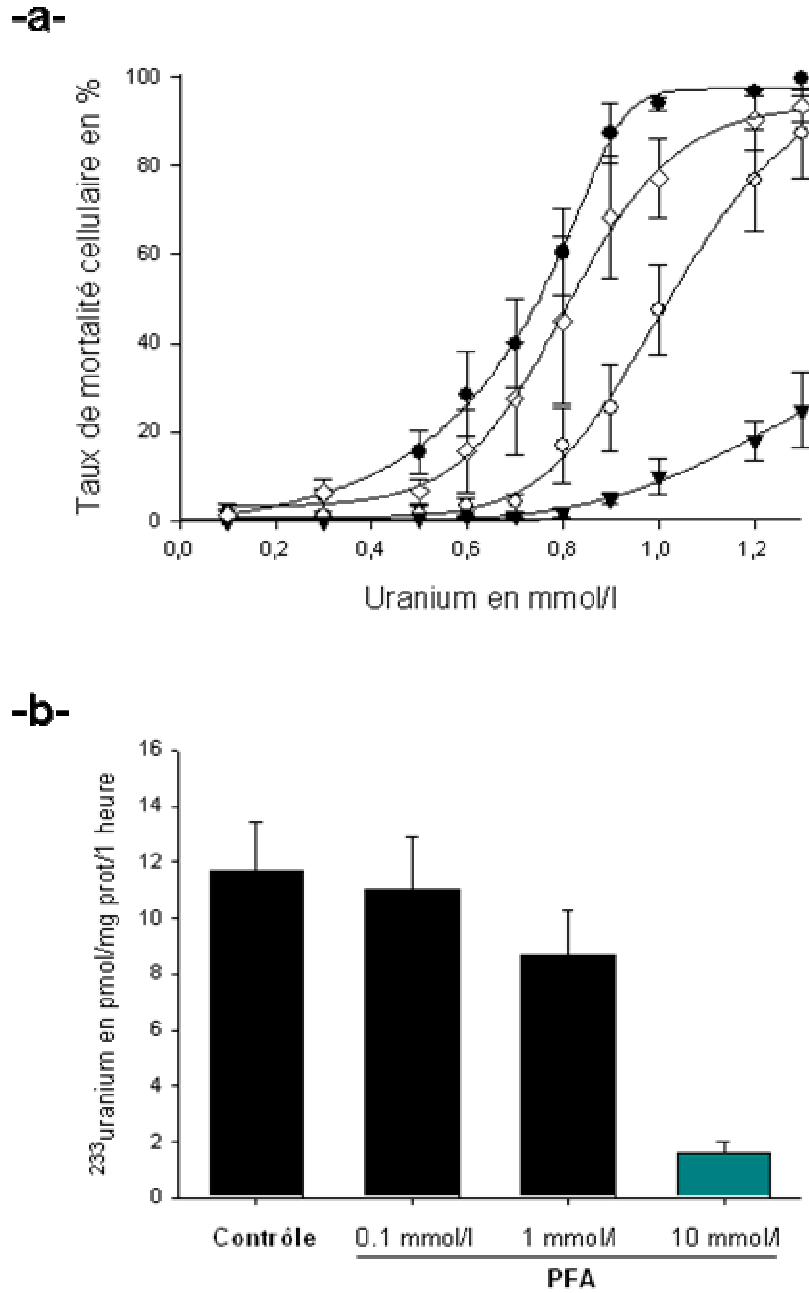 -a-
Taux de mortalité cellulaire en %
100
80
60
40
20
0
0,0 0,2 0,4 0,6 0,8 1,0 1,2
Uranium en mmol/l
-b-
233uranium en pmol/mg prot/1 heure
16
14
12
10
8
6
4
2
0
Contrôle 0.1 mmol/l 1 mmol/l 10 mmol/l
PFA